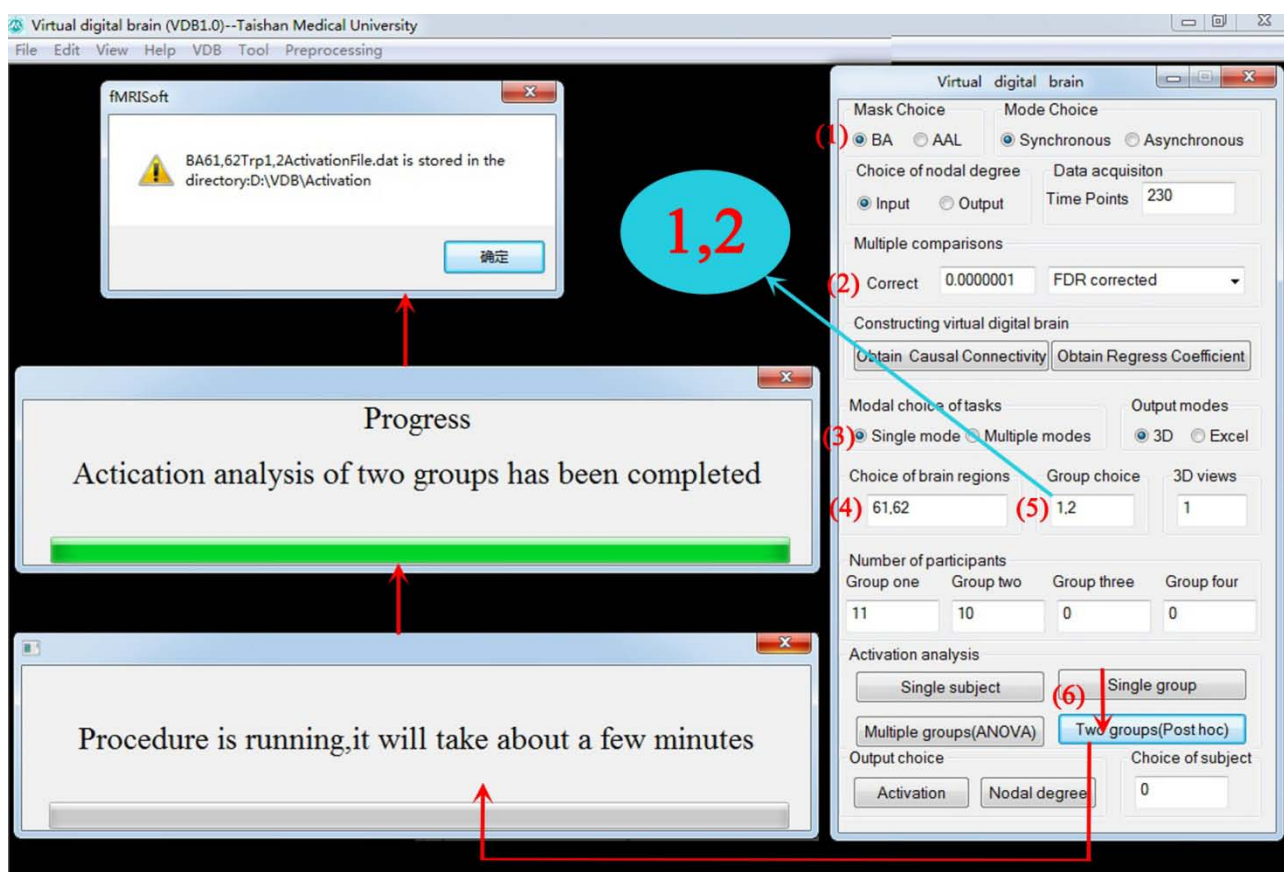 Virtual digital brain (VDB1.0)--Taishan Medical University
File Edit View Help VDB Tool Preprocessing
fMRISoft
BA61,62Trp1,2ActivationFile.dat is stored in the
directory:D:\VDB\Activation
确定
1,2
Progress
Actication analysis of two groups has been completed
Procedure is running,it will take about a few minutes
Virtual digital brain
Mask Choice Mode Choice
(1) BA AAL Synchronous Asynchronous
Choice of nodal degree Data acquisiton
Input Output Time Points 230
Multiple comparisons
(2) Correct 0.0000001 FDR corrected
Constructing virtual digital brain
Obtain Causal Connectivity Obtain Regress Coefficient
Modal choice of tasks Output modes
(3) Single mode Multiple modes 3D Excel
Choice of brain regions Group choice 3D views
(4) 61,62 (5) 1,2 1
Number of participants
Group one Group two Group three Group four
11 10 0 0
Activation analysis
Single subject (6) Single group
Multiple groups(ANOVA) Two groups(Post hoc)
Output choice Choice of subject
Activation Nodal degree 0